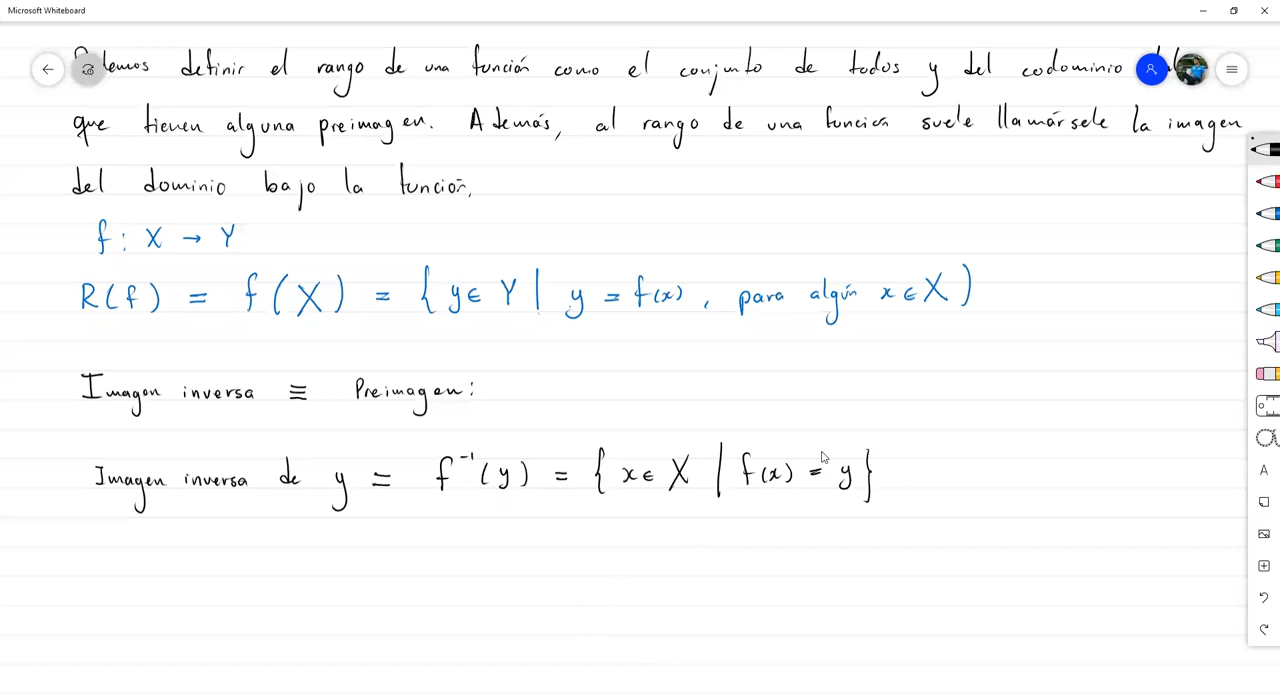 Microsoft Whiteboard
definir el rango de una función como el conjunto de todos y del codominio
que tienen alguna preimagen. Además, al rango de una función suele llamársele la imagen
del dominio bajo la función.
f: X → Y
R(f) = f(X) = { y ∈ Y | y = f(x), para algún x ∈ X )
Imagen inversa ≡ Preimagen:
Imagen inversa de y = f⁻¹(y) = { x ∈ X | f(x) = y }
A